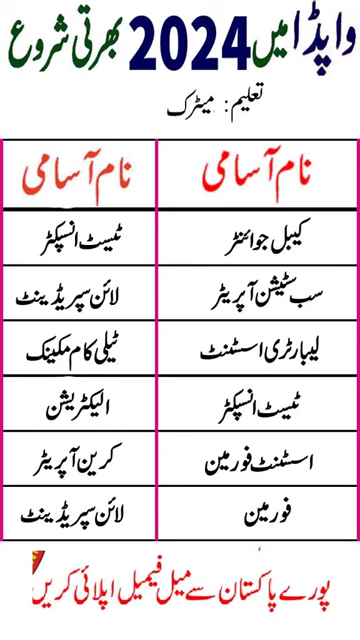 واپڈا میں 2024 بھرتی شروع
تعلیم: میٹرک
نام آسامی نام آسامی
کیبل جوائنٹر ٹیسٹ انسپکٹر
سب سٹیشن آپریٹر لائن سپریڈینٹ
لیبارٹری اسسٹنٹ ٹیلی کام مکینک
ٹیسٹ انسپکٹر الیکٹریشن
اسسٹنٹ فورمین کرین آپریٹر
فورمین لائن سپریڈینٹ
پورے پاکستان سے میل فیمیل اپلائی کریں